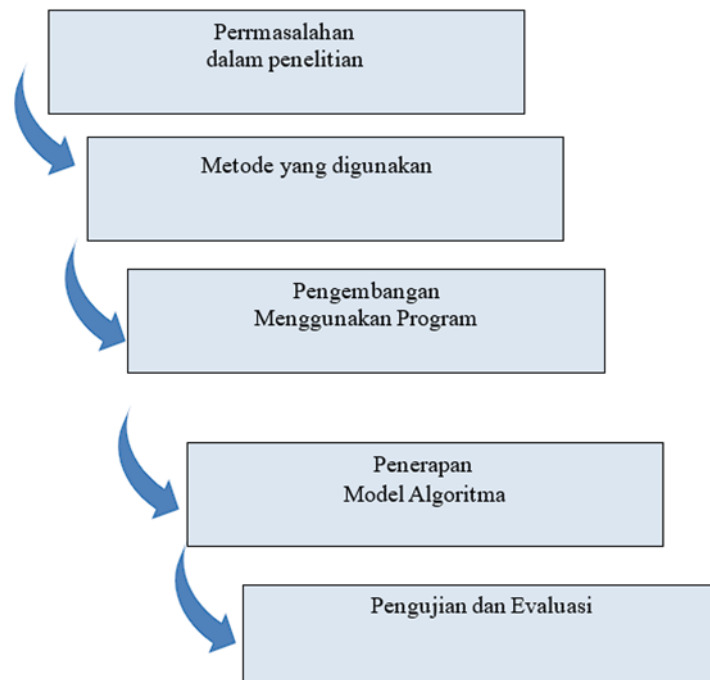 Perrmasalahan
dalam penelitian
Metode yang digunakan
Pengembangan
Menggunakan Program
Penerapan
Model Algoritma
Pengujian dan Evaluasi